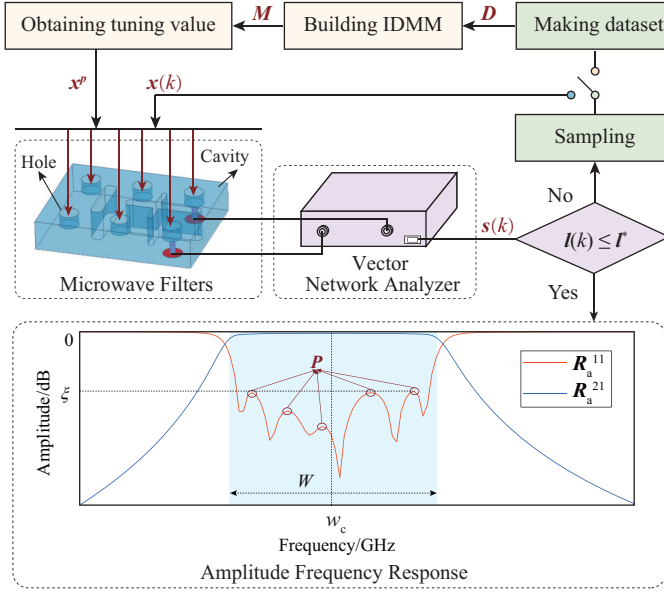 Obtaining tuning value
M
Building IDMM
D
Making dataset
x^p
x(k)
Sampling
Hole
Cavity
No
s(k)
l(k) ≤ l*
Microwave Filters
Vector
Network Analyzer
Yes
0
ξ
Amplitude/dB
P
W
R_a^11
R_a^21
w_c
Frequency/GHz
Amplitude Frequency Response